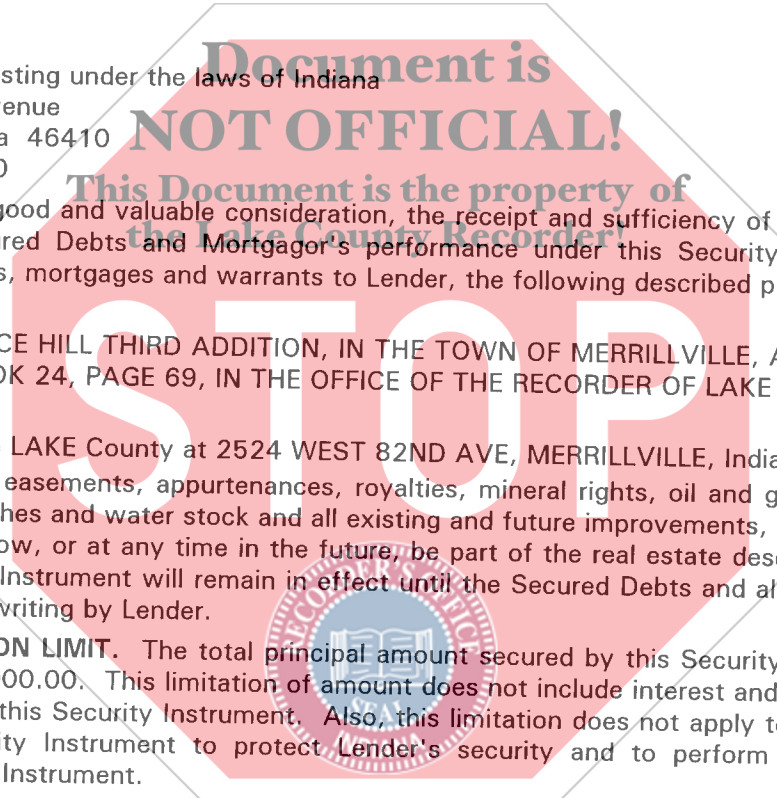 Document is
sting under the laws of Indiana
venue
a 46410
NOT OFFICIAL!
0
This Document is the property of
good and valuable consideration, the receipt and sufficiency of
the Lake County Recorder!
red Debts and Mortgagor's performance under this Security
s, mortgages and warrants to Lender, the following described p
STOP
CE HILL THIRD ADDITION, IN THE TOWN OF MERRILLVILLE, A
OK 24, PAGE 69, IN THE OFFICE OF THE RECORDER OF LAKE
LAKE County at 2524 WEST 82ND AVE, MERRILLVILLE, India
easements, appurtenances, royalties, mineral rights, oil and g
hes and water stock and all existing and future improvements,
ow, or at any time in the future, be part of the real estate desc
Instrument will remain in effect until the Secured Debts and al
writing by Lender.
RECORDER'S OFFICE
ON LIMIT. The total principal amount secured by this Security
000.00. This limitation of amount does not include interest and
SEAL
this Security Instrument. Also, this limitation does not apply to
INDIANA
ity Instrument to protect Lender's security and to perform
Instrument.